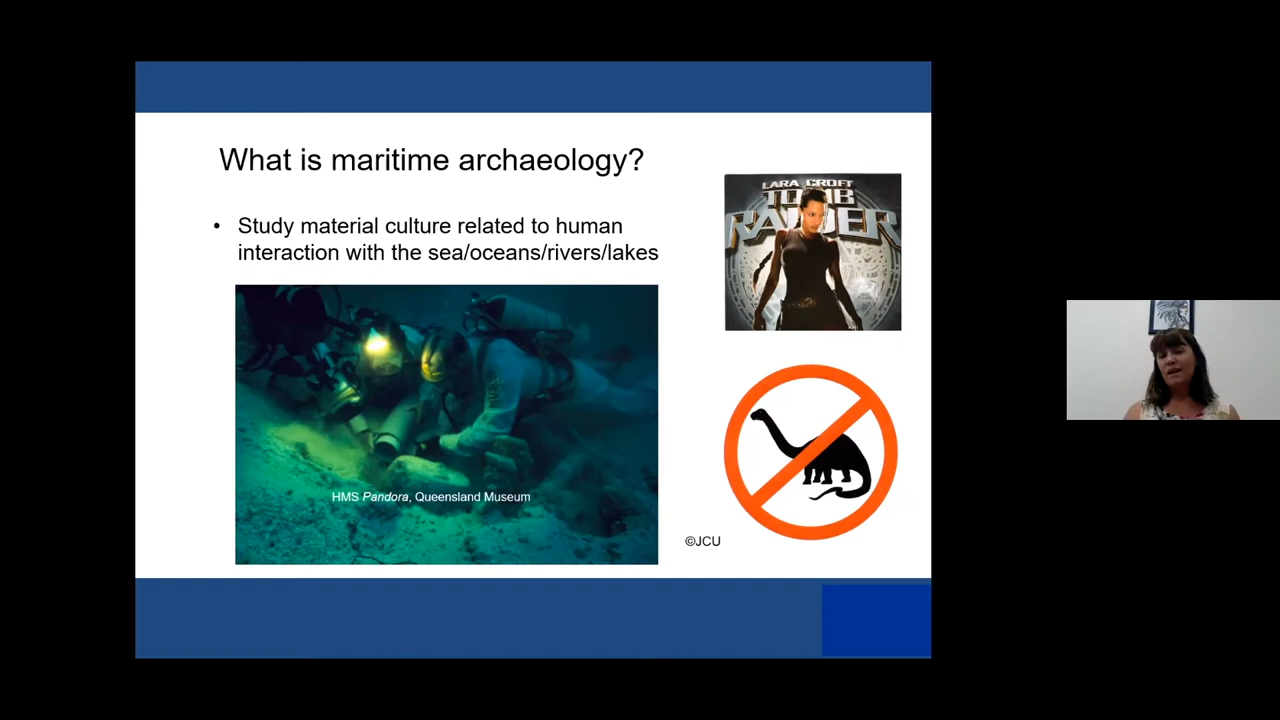 What is maritime archaeology?
• Study material culture related to human
interaction with the sea/oceans/rivers/lakes
HMS Pandora, Queensland Museum
LARA CROFT
TOMB
RAIDER
©JCU